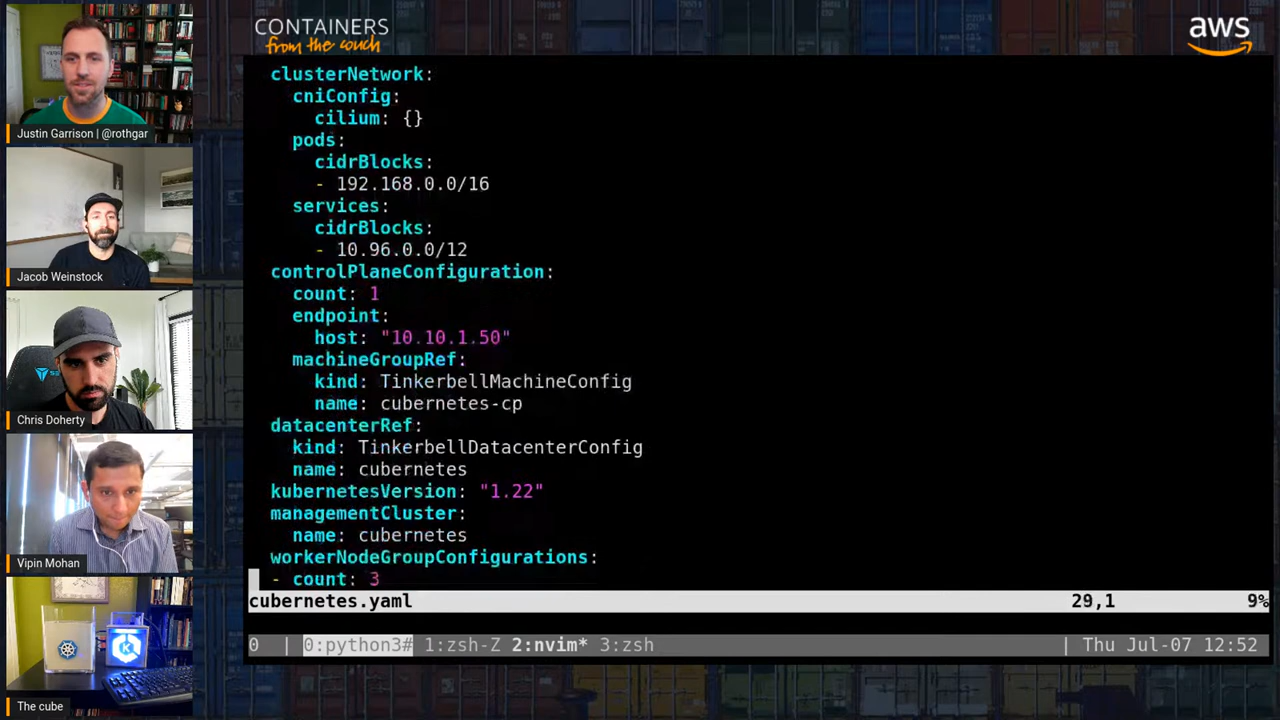 CONTAINERS
from the couch
aws
Justin Garrison | @rothgar
Jacob Weinstock
Chris Doherty
Vipin Mohan
K
The cube
clusterNetwork:
cniConfig:
cilium: {}
pods:
cidrBlocks:
- 192.168.0.0/16
services:
cidrBlocks:
- 10.96.0.0/12
controlPlaneConfiguration:
count: 1
endpoint:
host: "10.10.1.50"
machineGroupRef:
kind: TinkerbellMachineConfig
name: cubernetes-cp
datacenterRef:
kind: TinkerbellDatacenterConfig
name: cubernetes
kubernetesVersion: "1.22"
managementCluster:
name: cubernetes
workerNodeGroupConfigurations:
- count: 3
cubernetes.yaml 29,1 9%
0 | 0:python3# 1:zsh-Z 2:nvim* 3:zsh | Thu Jul-07 12:52